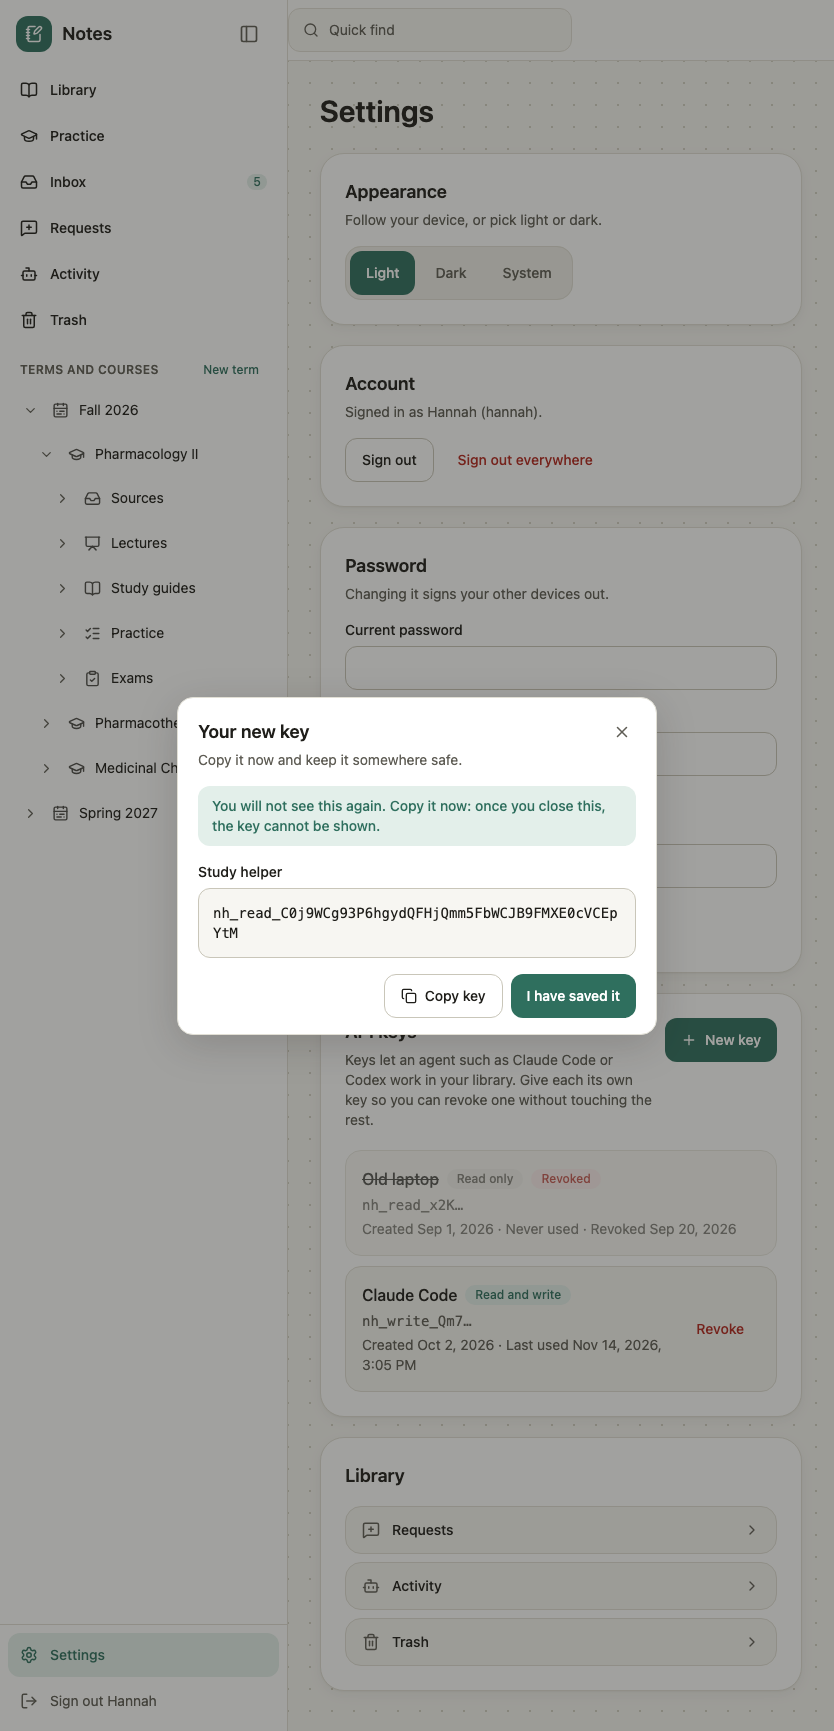 Notes
Quick find
Library
Practice
Inbox
5
Requests
Activity
Trash
TERMS AND COURSES
New term
Fall 2026
Pharmacology II
Sources
Lectures
Study guides
Practice
Exams
Spring 2027
Settings
Sign out Hannah
Settings
Appearance
Follow your device, or pick light or dark.
Light
Dark
System
Account
Signed in as Hannah (hannah).
Sign out
Sign out everywhere
Password
Changing it signs your other devices out.
Current password
Your new key
Copy it now and keep it somewhere safe.
You will not see this again. Copy it now: once you close this,
the key cannot be shown.
Study helper
nh_read_C0j9WCg93P6hgydQFHjQmm5FbWCJB9FMXE0cVCEp
YtM
Copy key
I have saved it
New key
Keys let an agent such as Claude Code or
Codex work in your library. Give each its own
key so you can revoke one without touching the
rest.
Old laptop
Read only
Revoked
nh_read_x2K…
Created Sep 1, 2026 · Never used · Revoked Sep 20, 2026
Claude Code
Read and write
nh_write_Qm7…
Created Oct 2, 2026 · Last used Nov 14, 2026,
3:05 PM
Revoke
Library
Requests
Activity
Trash